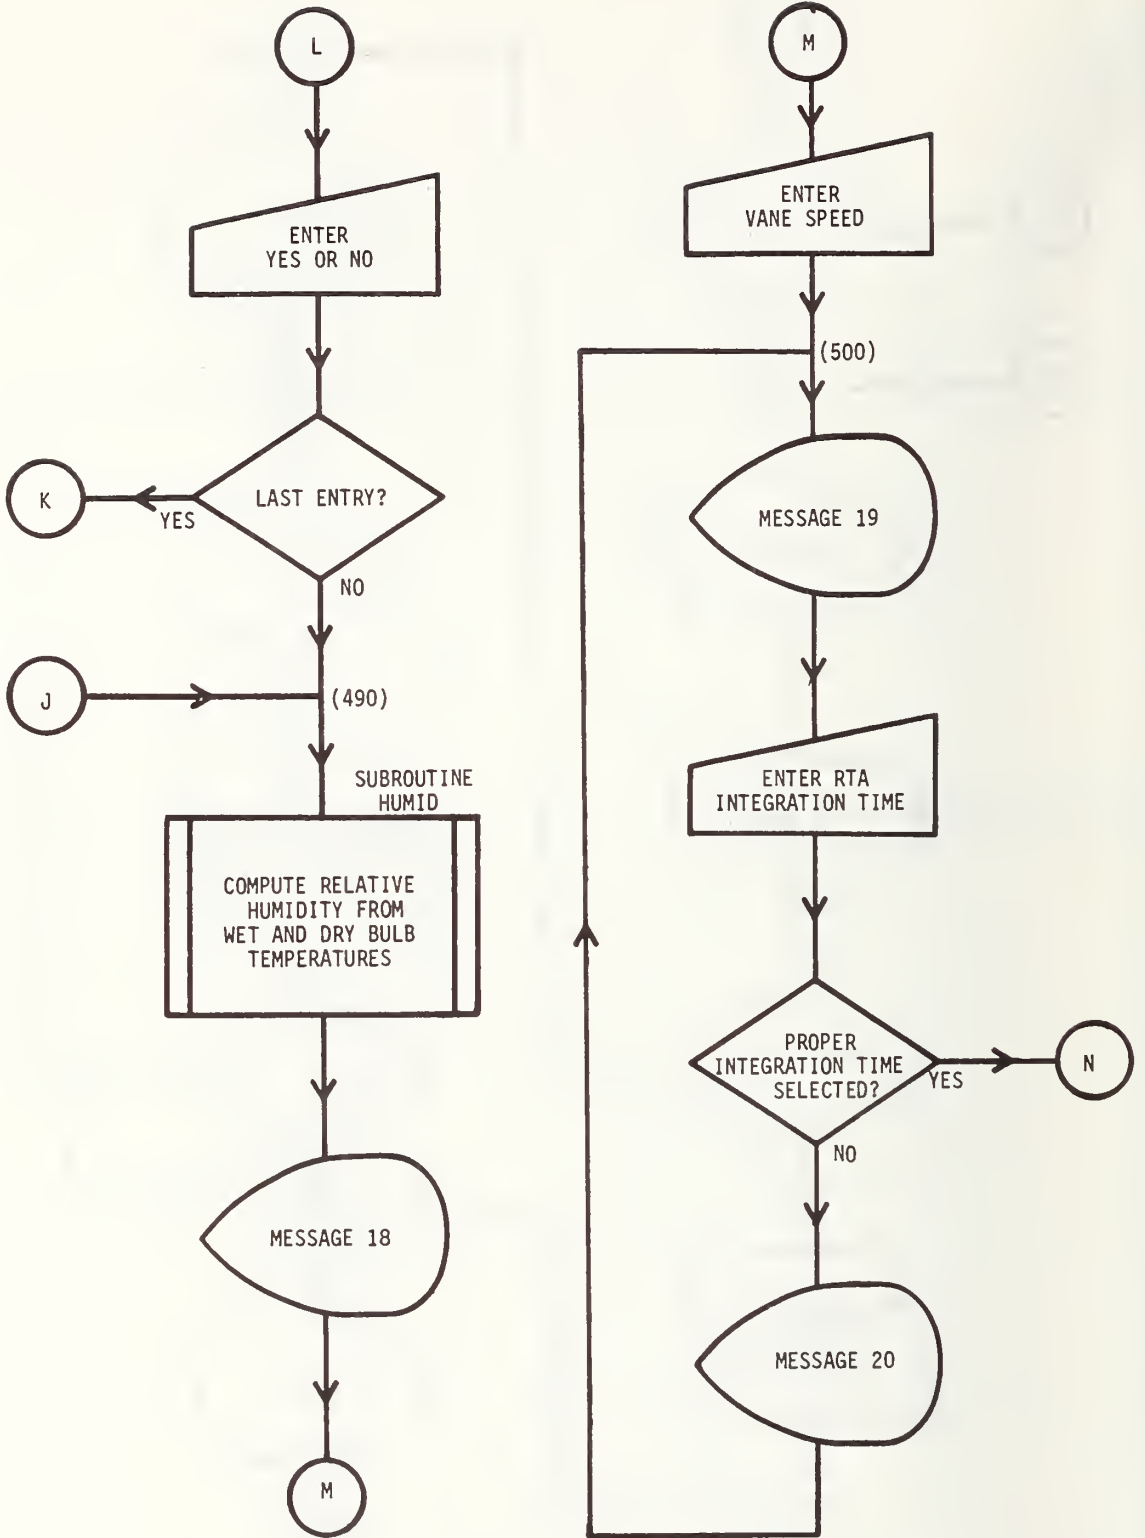 L
ENTER
YES OR NO
LAST ENTRY?
YES
K
NO
J
(490)
SUBROUTINE
HUMID
COMPUTE RELATIVE
HUMIDITY FROM
WET AND DRY BULB
TEMPERATURES
MESSAGE 18
M
M
ENTER
VANE SPEED
(500)
MESSAGE 19
ENTER RTA
INTEGRATION TIME
PROPER
INTEGRATION TIME
SELECTED?
YES
N
NO
MESSAGE 20